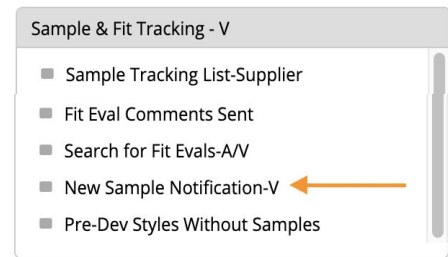 Sample & Fit Tracking - V
Sample Tracking List-Supplier
Fit Eval Comments Sent
Search for Fit Evals-A/V
New Sample Notification-V
Pre-Dev Styles Without Samples